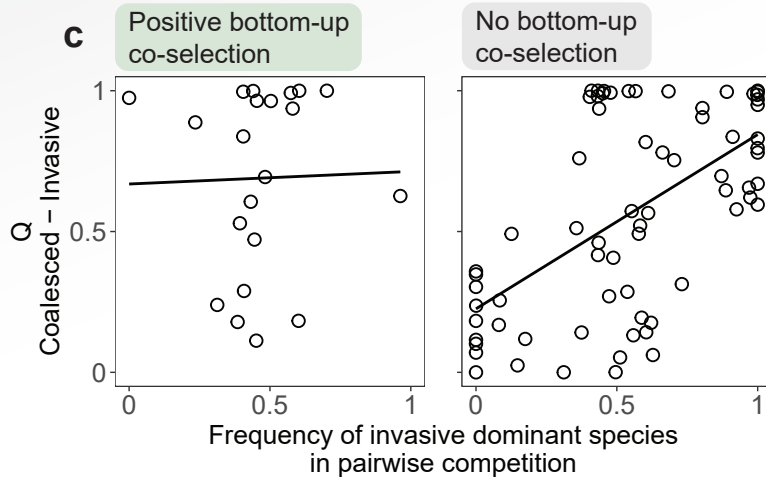 c
Positive bottom-up
co-selection
No bottom-up
co-selection
Q
Coalesced – Invasive
1
0.5
0
0
0.5
1
0
0.5
1
Frequency of invasive dominant species
in pairwise competition